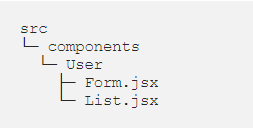 src
└─ components
   └─ User
      ├─ Form.jsx
      └─ List.jsx